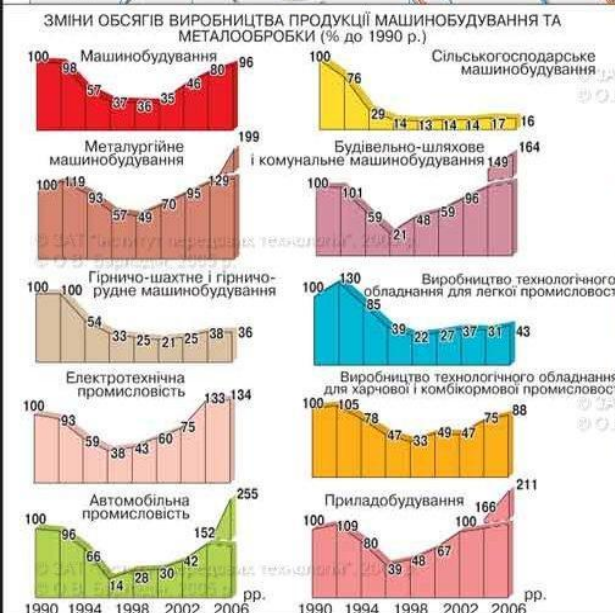 ЗМІНИ ОБСЯГІВ ВИРОБНИЦТВА ПРОДУКЦІЇ МАШИНОБУДУВАННЯ ТА
МЕТАЛООБРОБКИ (% до 1990 р.)
Машинобудування
100 98 57 37 36 35 46 80 96
Сільськогосподарське
машинобудування
100 76 29 14 13 14 14 17 16
Металургійне
машинобудування
100 119 93 57 49 70 95 129 199
Будівельно-шляхове
і комунальне машинобудування
100 101 59 21 48 59 96 149 164
Гірничо-шахтне і гірничо-
рудне машинобудування
100 100 54 33 25 21 25 38 36
Виробництво технологічного
обладнання для легкої промисловост
100 130 85 39 22 27 37 31 43
Електротехнічна
промисловість
100 93 59 38 43 60 75 133 134
Виробництво технологічного обладнання
для харчової і комбікормової промисловост
100 105 78 47 33 49 47 75 88
Автомобільна
промисловість
100 96 66 14 28 30 42 152 255
Приладобудування
100 109 80 39 48 67 100 166 211
1990 1994 1998 2002 2006 рр.
1990 1994 1998 2002 2006 рр.
© ЗАТ "Інститут передових технологій", 200